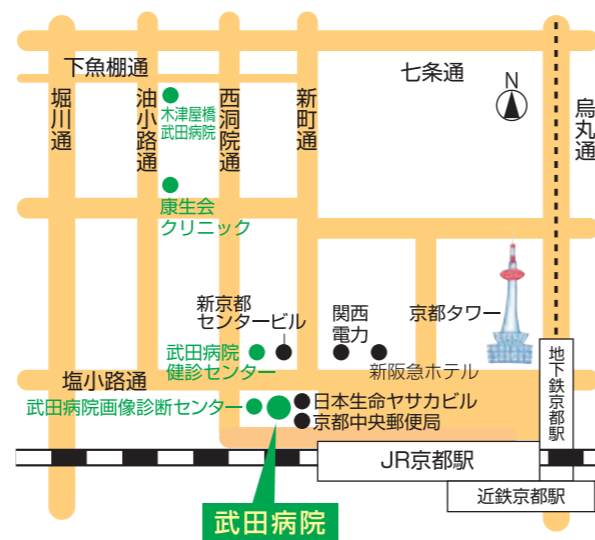 下魚棚通
七条通
N
堀川通
油小路通
木津屋橋
武田病院
西洞院通
新町通
烏丸通
康生会
クリニック
新京都
センタービル
関西
電力
京都タワー
武田病院
健診センター
新阪急ホテル
塩小路通
地下鉄京都駅
武田病院画像診断センター
日本生命ヤサカビル
京都中央郵便局
JR京都駅
近鉄京都駅
武田病院